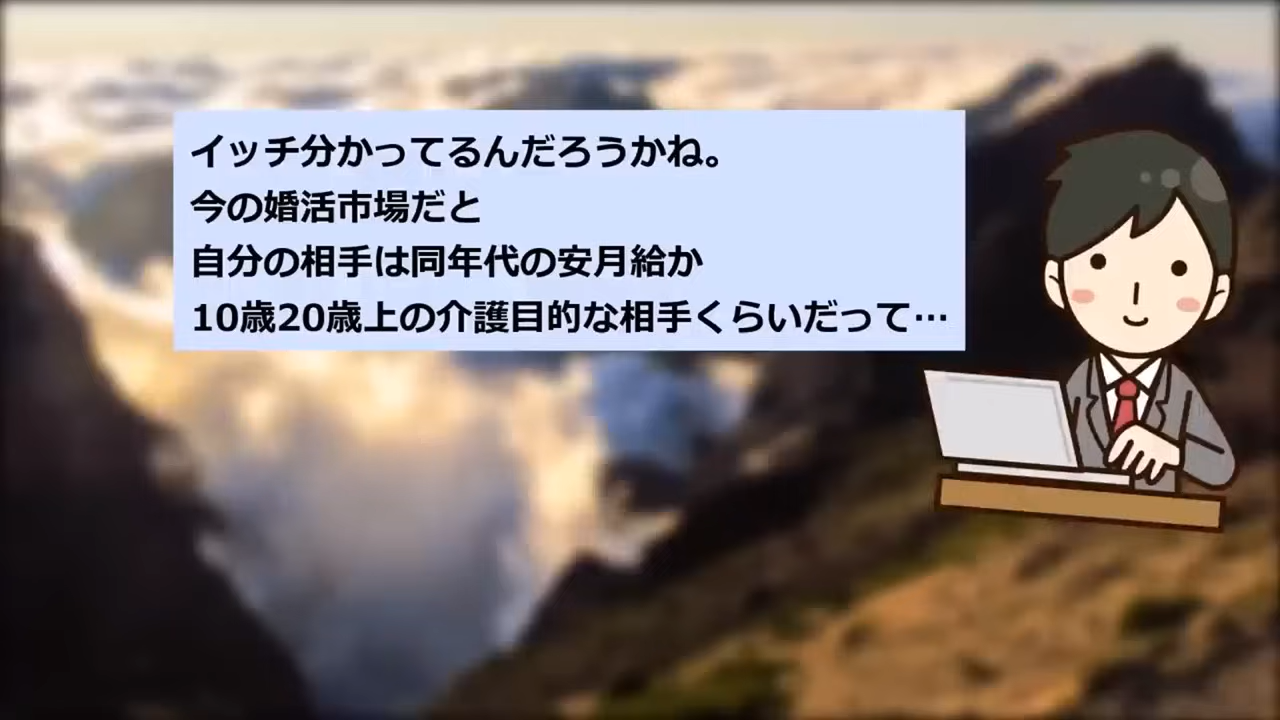 イッチ分かってるんだろうかね。
今の婚活市場だと
自分の相手は同年代の安月給か
10歳20歳上の介護目的な相手くらいだって…